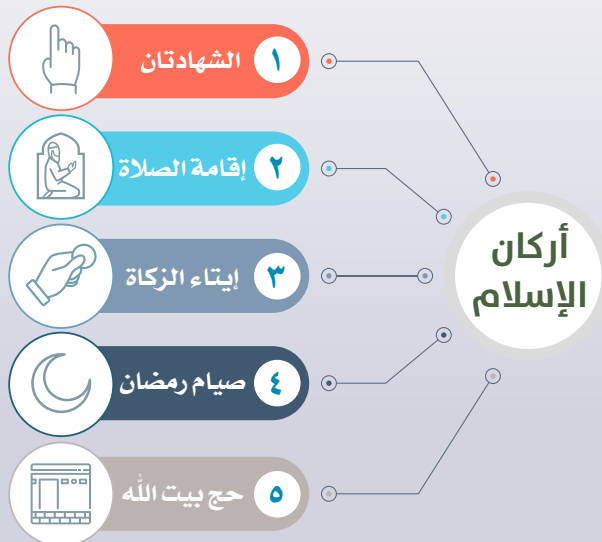 أركان
الإسلام
١ الشهادتان
٢ إقامة الصلاة
٣ إيتاء الزكاة
٤ صيام رمضان
٥ حج بيت الله